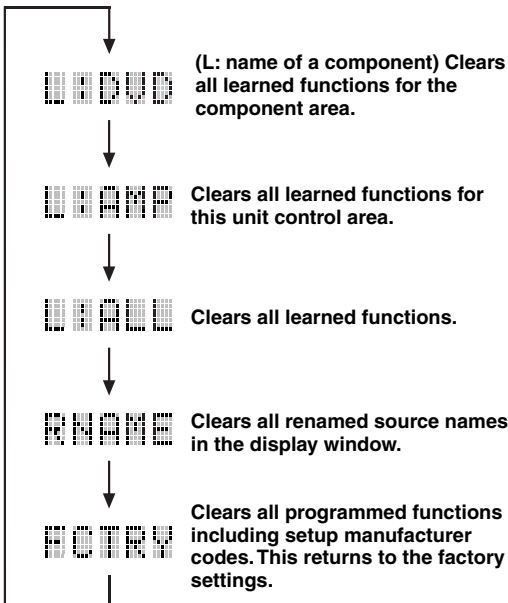 L:DVD
(L: name of a component) Clears
all learned functions for the
component area.
L:AMP
Clears all learned functions for
this unit control area.
L:ALL
Clears all learned functions.
RNAME
Clears all renamed source names
in the display window.
FCTRY
Clears all programmed functions
including setup manufacturer
codes. This returns to the factory
settings.